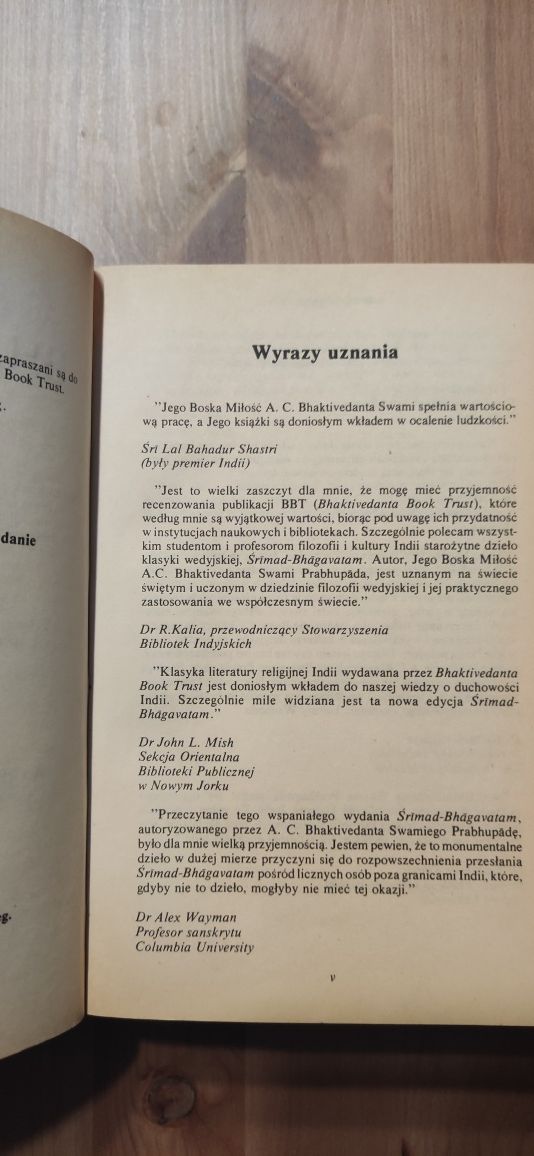 zapraszani są do
Book Trust.
danie
Wyrazy uznania
"Jego Boska Miłość A. C. Bhaktivedanta Swami spełnia wartościo-
wą pracę, a Jego książki są doniosłym wkładem w ocalenie ludzkości."
Śrī Lal Bahadur Shastri
(były premier Indii)
"Jest to wielki zaszczyt dla mnie, że mogę mieć przyjemność
recenzowania publikacji BBT (Bhaktivedanta Book Trust), które
według mnie są wyjątkowej wartości, biorąc pod uwagę ich przydatność
w instytucjach naukowych i bibliotekach. Szczególnie polecam wszyst-
kim studentom i profesorom filozofii i kultury Indii starożytne dzieło
klasyki wedyjskiej, Śrīmad-Bhāgavatam. Autor, Jego Boska Miłość
A.C. Bhaktivedanta Swami Prabhupāda, jest uznanym na świecie
świętym i uczonym w dziedzinie filozofii wedyjskiej i jej praktycznego
zastosowania we współczesnym świecie."
Dr R.Kalia, przewodniczący Stowarzyszenia
Bibliotek Indyjskich
"Klasyka literatury religijnej Indii wydawana przez Bhaktivedanta
Book Trust jest doniosłym wkładem do naszej wiedzy o duchowości
Indii. Szczególnie mile widziana jest ta nowa edycja Śrīmad-
Bhāgavatam."
Dr John L. Mish
Sekcja Orientalna
Biblioteki Publicznej
w Nowym Jorku
"Przeczytanie tego wspaniałego wydania Śrīmad-Bhāgavatam,
autoryzowanego przez A. C. Bhaktivedanta Swamiego Prabhupādę,
było dla mnie wielką przyjemnością. Jestem pewien, że to monumentalne
dzieło w dużej mierze przyczyni się do rozpowszechnienia przesłania
Śrīmad-Bhāgavatam pośród licznych osób poza granicami Indii, które,
gdyby nie to dzieło, mogłyby nie mieć tej okazji."
Dr Alex Wayman
Profesor sanskrytu
Columbia University
v